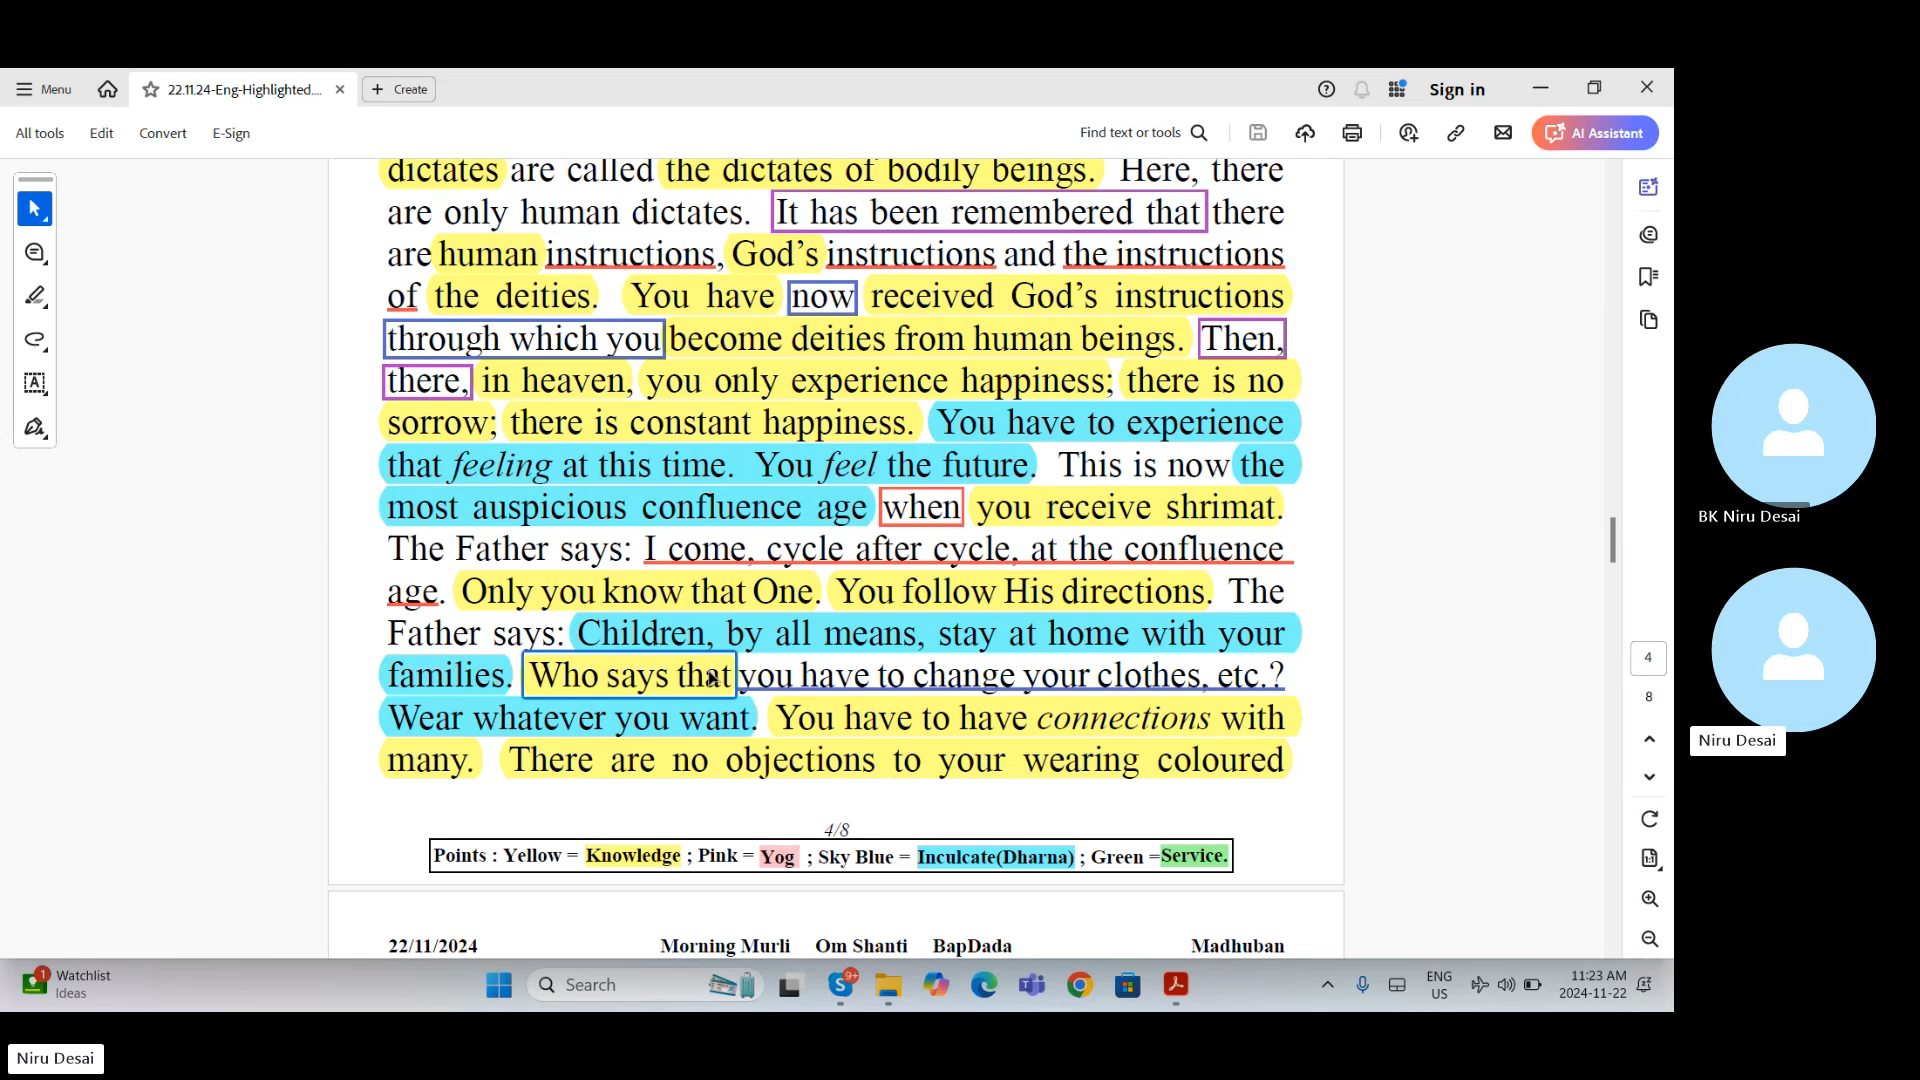 Menu
22.11.24-Eng-Highlighted....
Create
Sign in
All tools
Edit
Convert
E-Sign
Find text or tools
AI Assistant
dictates are called the dictates of bodily beings. Here, there
are only human dictates. It has been remembered that there
are human instructions, God's instructions and the instructions
of the deities. You have now received God's instructions
through which you become deities from human beings. Then,
there, in heaven, you only experience happiness; there is no
sorrow; there is constant happiness. You have to experience
that feeling at this time. You feel the future. This is now the
most auspicious confluence age when you receive shrimat.
The Father says: I come, cycle after cycle, at the confluence
age. Only you know that One. You follow His directions. The
Father says: Children, by all means, stay at home with your
families. Who says that you have to change your clothes, etc.?
Wear whatever you want. You have to have connections with
many. There are no objections to your wearing coloured
4/8
Points : Yellow = Knowledge ; Pink = Yog ; Sky Blue = Inculcate(Dharna) ; Green =Service.
22/11/2024 Morning Murli Om Shanti BapDada Madhuban
4
8
BK Niru Desai
Niru Desai
1
Watchlist
Ideas
Search
9+
ENG
US
11:23 AM
2024-11-22
Niru Desai